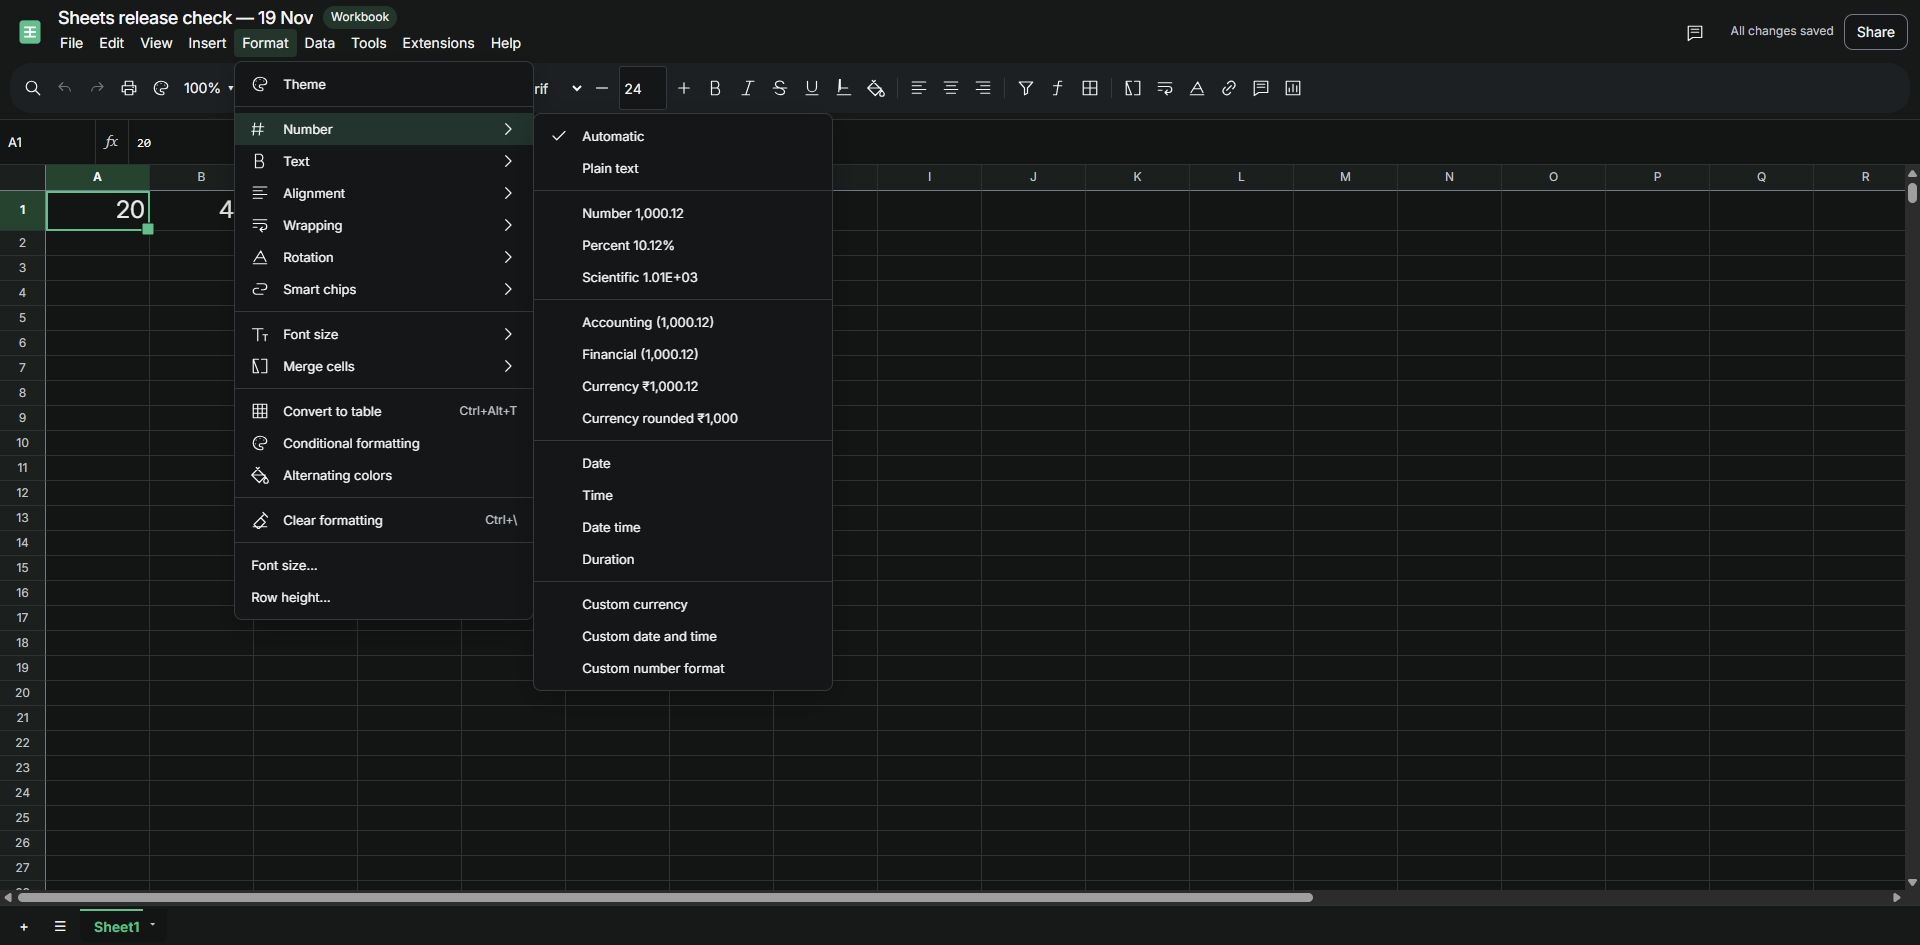 Sheets release check — 19 Nov Workbook
File Edit View Insert Format Data Tools Extensions Help
All changes saved Share
100% rif 24
A1 fx 20
A B I J K L M N O P Q R
Theme
Number
Text
Alignment
Wrapping
Rotation
Smart chips
Font size
Merge cells
Convert to table Ctrl+Alt+T
Conditional formatting
Alternating colors
Clear formatting Ctrl+\
Font size...
Row height...
Automatic
Plain text
Number 1,000.12
Percent 10.12%
Scientific 1.01E+03
Accounting (1,000.12)
Financial (1,000.12)
Currency ₹1,000.12
Currency rounded ₹1,000
Date
Time
Date time
Duration
Custom currency
Custom date and time
Custom number format
1 20 4
2
3
4
5
6
7
8
9
10
11
12
13
14
15
16
17
18
19
20
21
22
23
24
25
26
27
Sheet1